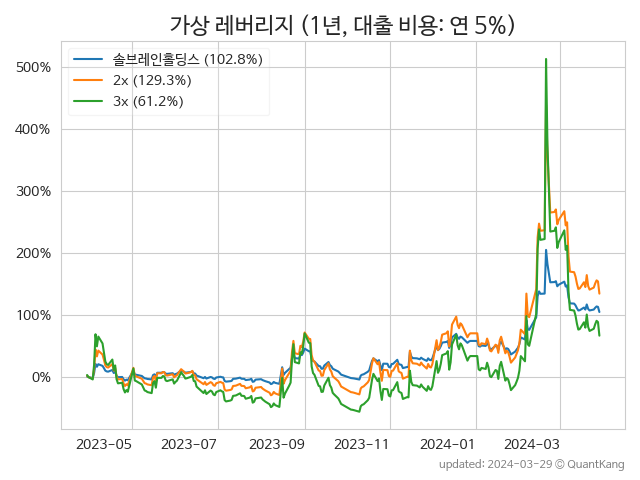 가상 레버리지 (1년, 대출 비용: 연 5%)
솔브레인홀딩스 (102.8%)
2x (129.3%)
3x (61.2%)
500%
400%
300%
200%
100%
0%
2023-05
2023-07
2023-09
2023-11
2024-01
2024-03
updated: 2024-03-29 © QuantKang